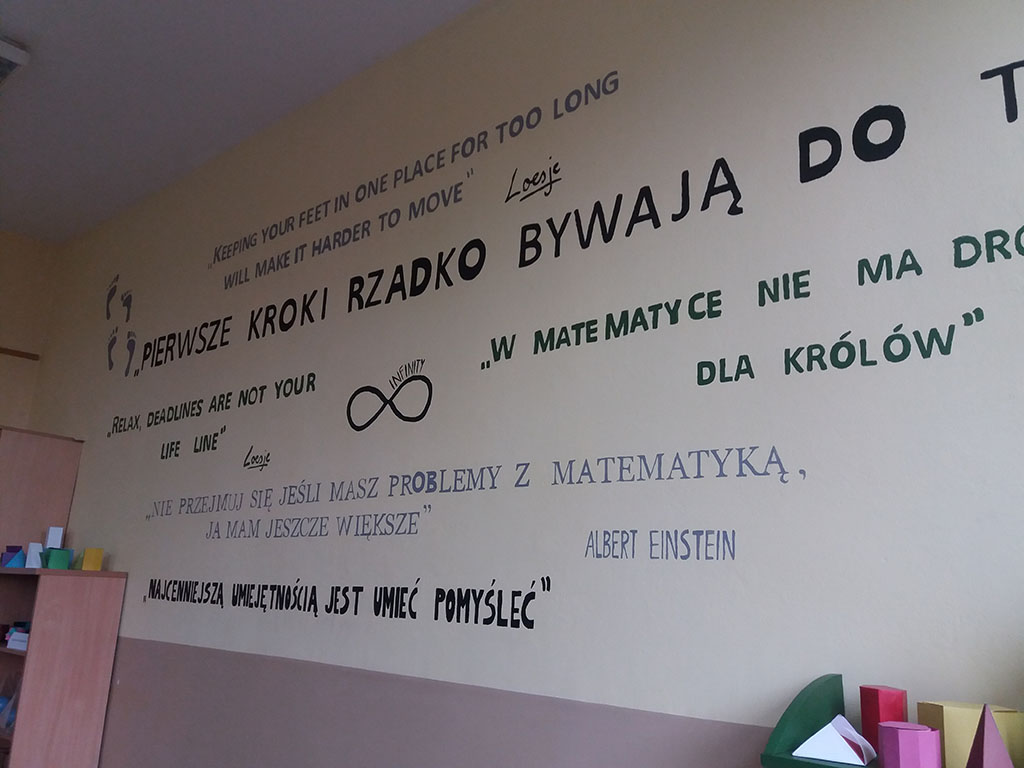 „KEEPING YOUR FEET IN ONE PLACE FOR TOO LONG
WILL MAKE IT HARDER TO MOVE"
Loesje
„PIERWSZE KROKI RZADKO BYWAJĄ DO T
„RELAX, DEADLINES ARE NOT YOUR
LIFE LINE"
Loesje
INFINITY
„W MATEMATYCE NIE MA DRO
DLA KRÓLÓW"
„NIE PRZEJMUJ SIĘ JEŚLI MASZ PROBLEMY Z MATEMATYKĄ,
JA MAM JESZCZE WIĘKSZE"
ALBERT EINSTEIN
„NAJCENNIEJSZĄ UMIEJĘTNOŚCIĄ JEST UMIEĆ POMYŚLEĆ"